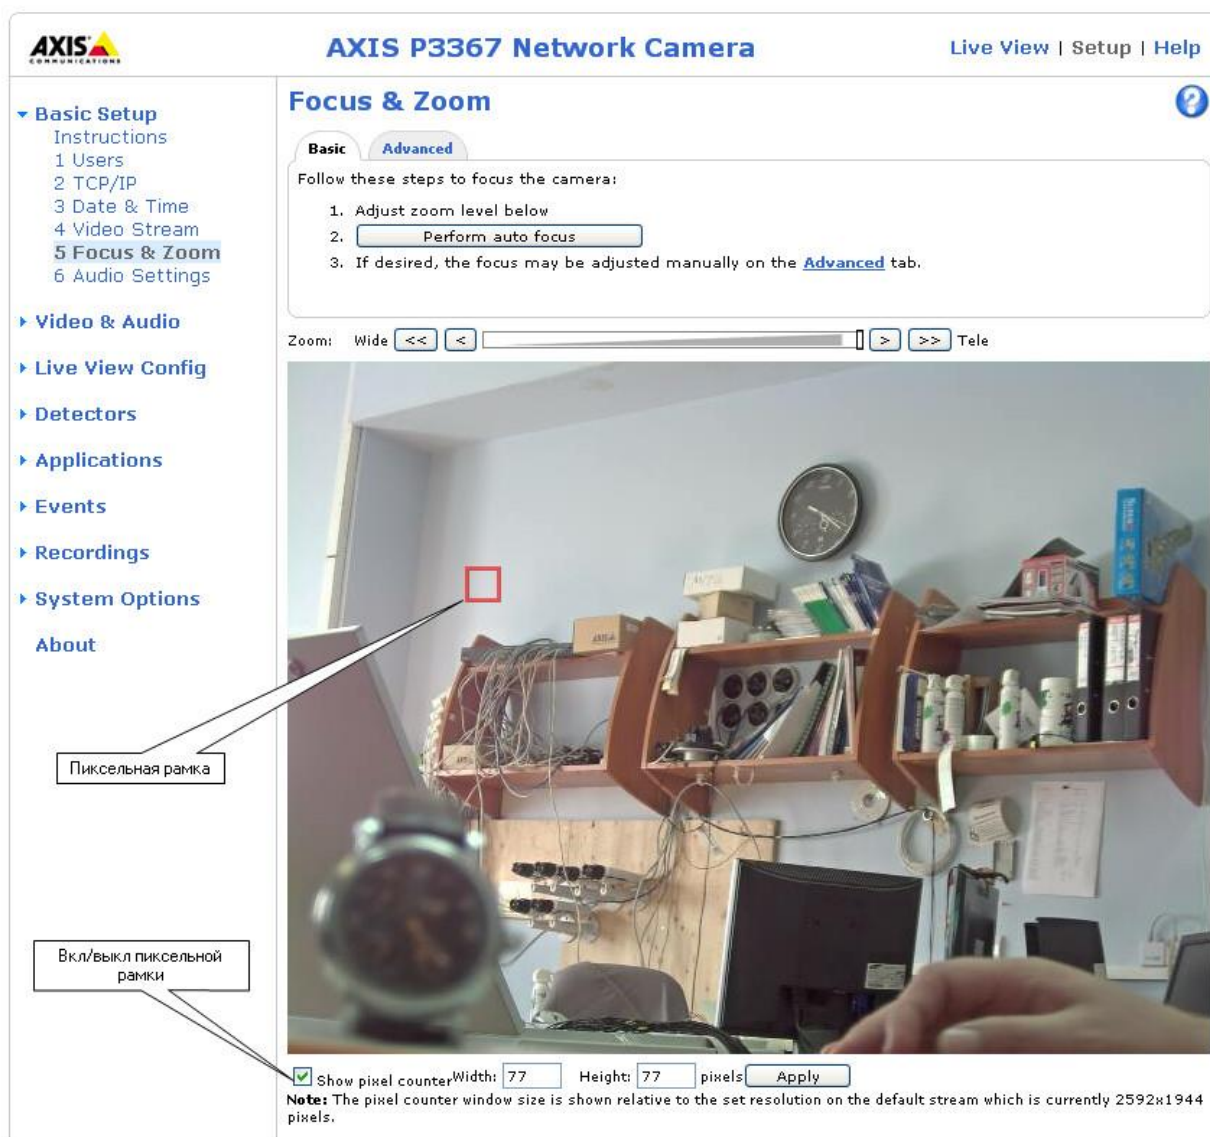 AXIS
COMMUNICATIONS
AXIS P3367 Network Camera
Live View | Setup | Help
Basic Setup
Instructions
1 Users
2 TCP/IP
3 Date & Time
4 Video Stream
5 Focus & Zoom
6 Audio Settings
Video & Audio
Live View Config
Detectors
Applications
Events
Recordings
System Options
About
Focus & Zoom
?
Basic
Advanced
Follow these steps to focus the camera:
1. Adjust zoom level below
2. Perform auto focus
3. If desired, the focus may be adjusted manually on the Advanced tab.
Zoom: Wide << < > >> Tele
AXIS
Пиксельная рамка
Вкл/выкл пиксельной
рамки
Show pixel counter Width: 77 Height: 77 pixels Apply
Note: The pixel counter window size is shown relative to the set resolution on the default stream which is currently 2592x1944
pixels.